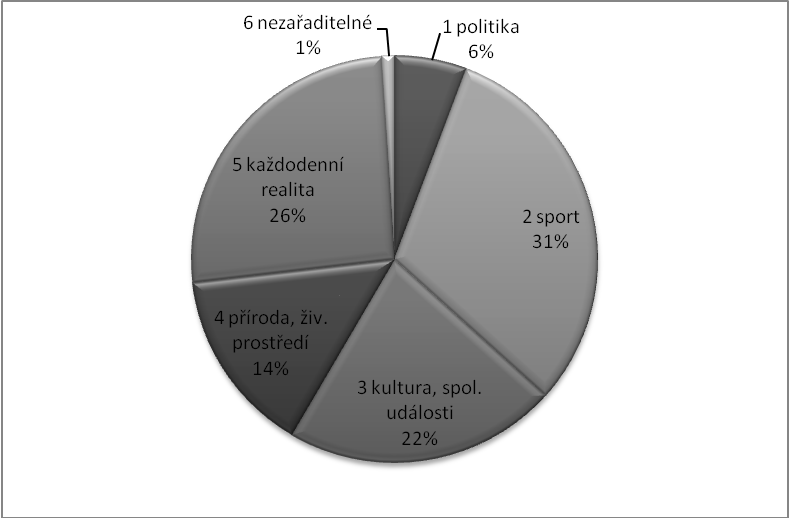 6 nezařaditelné
1%
1 politika
6%
2 sport
31%
3 kultura, spol.
události
22%
4 příroda, živ.
prostředí
14%
5 každodenní
realita
26%